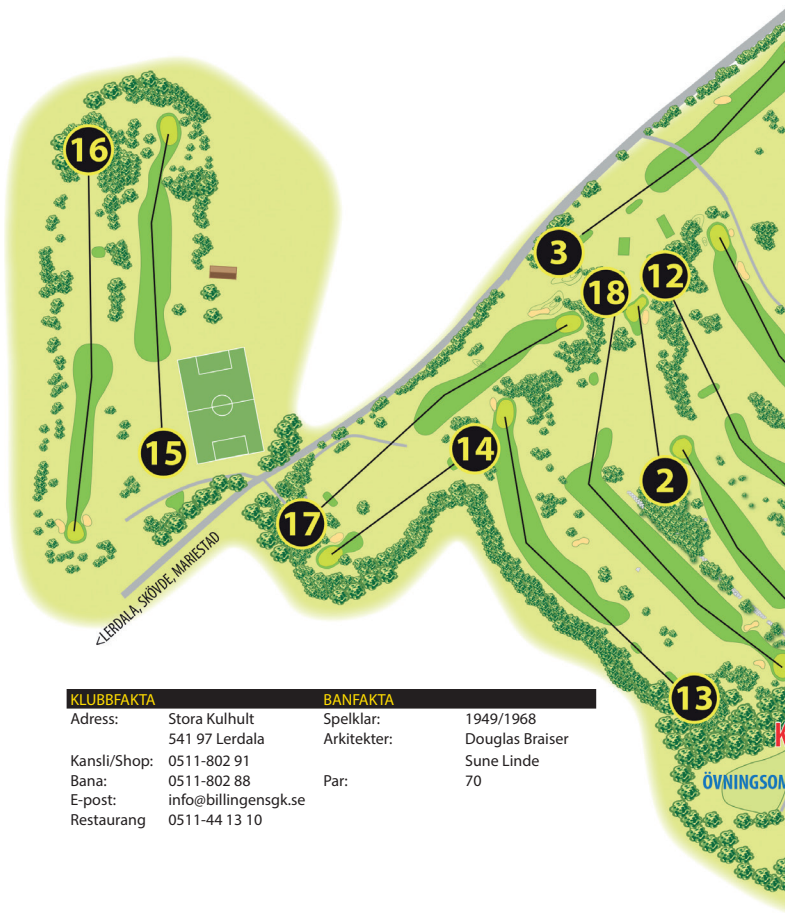 16
3
18
12
15
14
2
17
<LERDALA, SKÖVDE, MARIESTAD
13
K
ÖVNINGSOM
KLUBBFAKTA BANFAKTA
Adress: Stora Kulhult Spelklar: 1949/1968
541 97 Lerdala Arkitekter: Douglas Braiser
Kansli/Shop: 0511-802 91 Sune Linde
Bana: 0511-802 88 Par: 70
E-post: info@billingensgk.se
Restaurang 0511-44 13 10